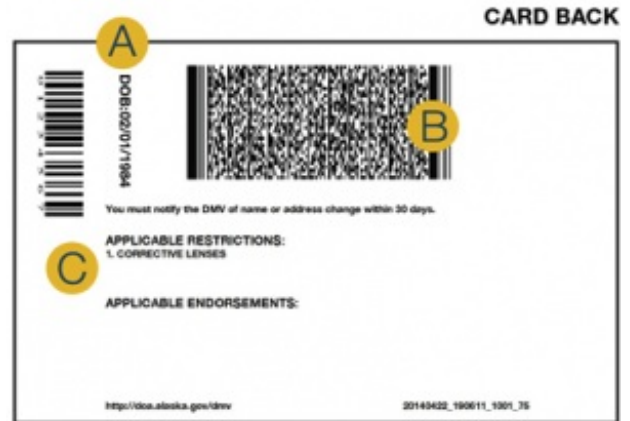 CARD BACK
A
DOB:02/01/1984
B
You must notify the DMV of name or address change within 30 days.
APPLICABLE RESTRICTIONS:
1. CORRECTIVE LENSES
C
APPLICABLE ENDORSEMENTS:
http://doa.alaska.gov/dmv
20140422_190611_1001_75